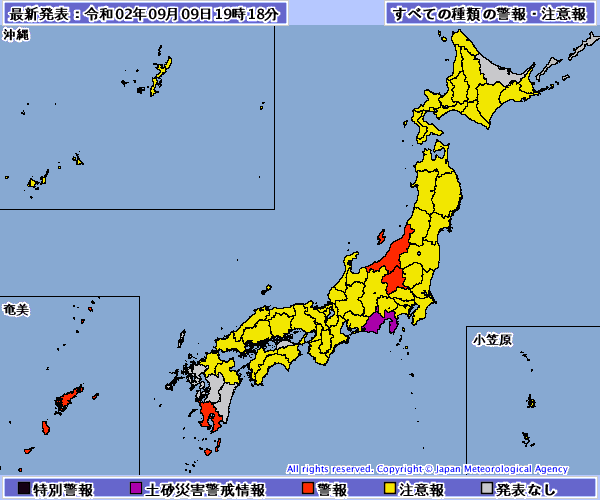 最新発表：令和02年09月09日19時18分
すべての種類の警報・注意報
沖縄
奄美
小笠原
All rights reserved. Copyright © Japan Meteorological Agency
特別警報 土砂災害警戒情報 警報 注意報 発表なし